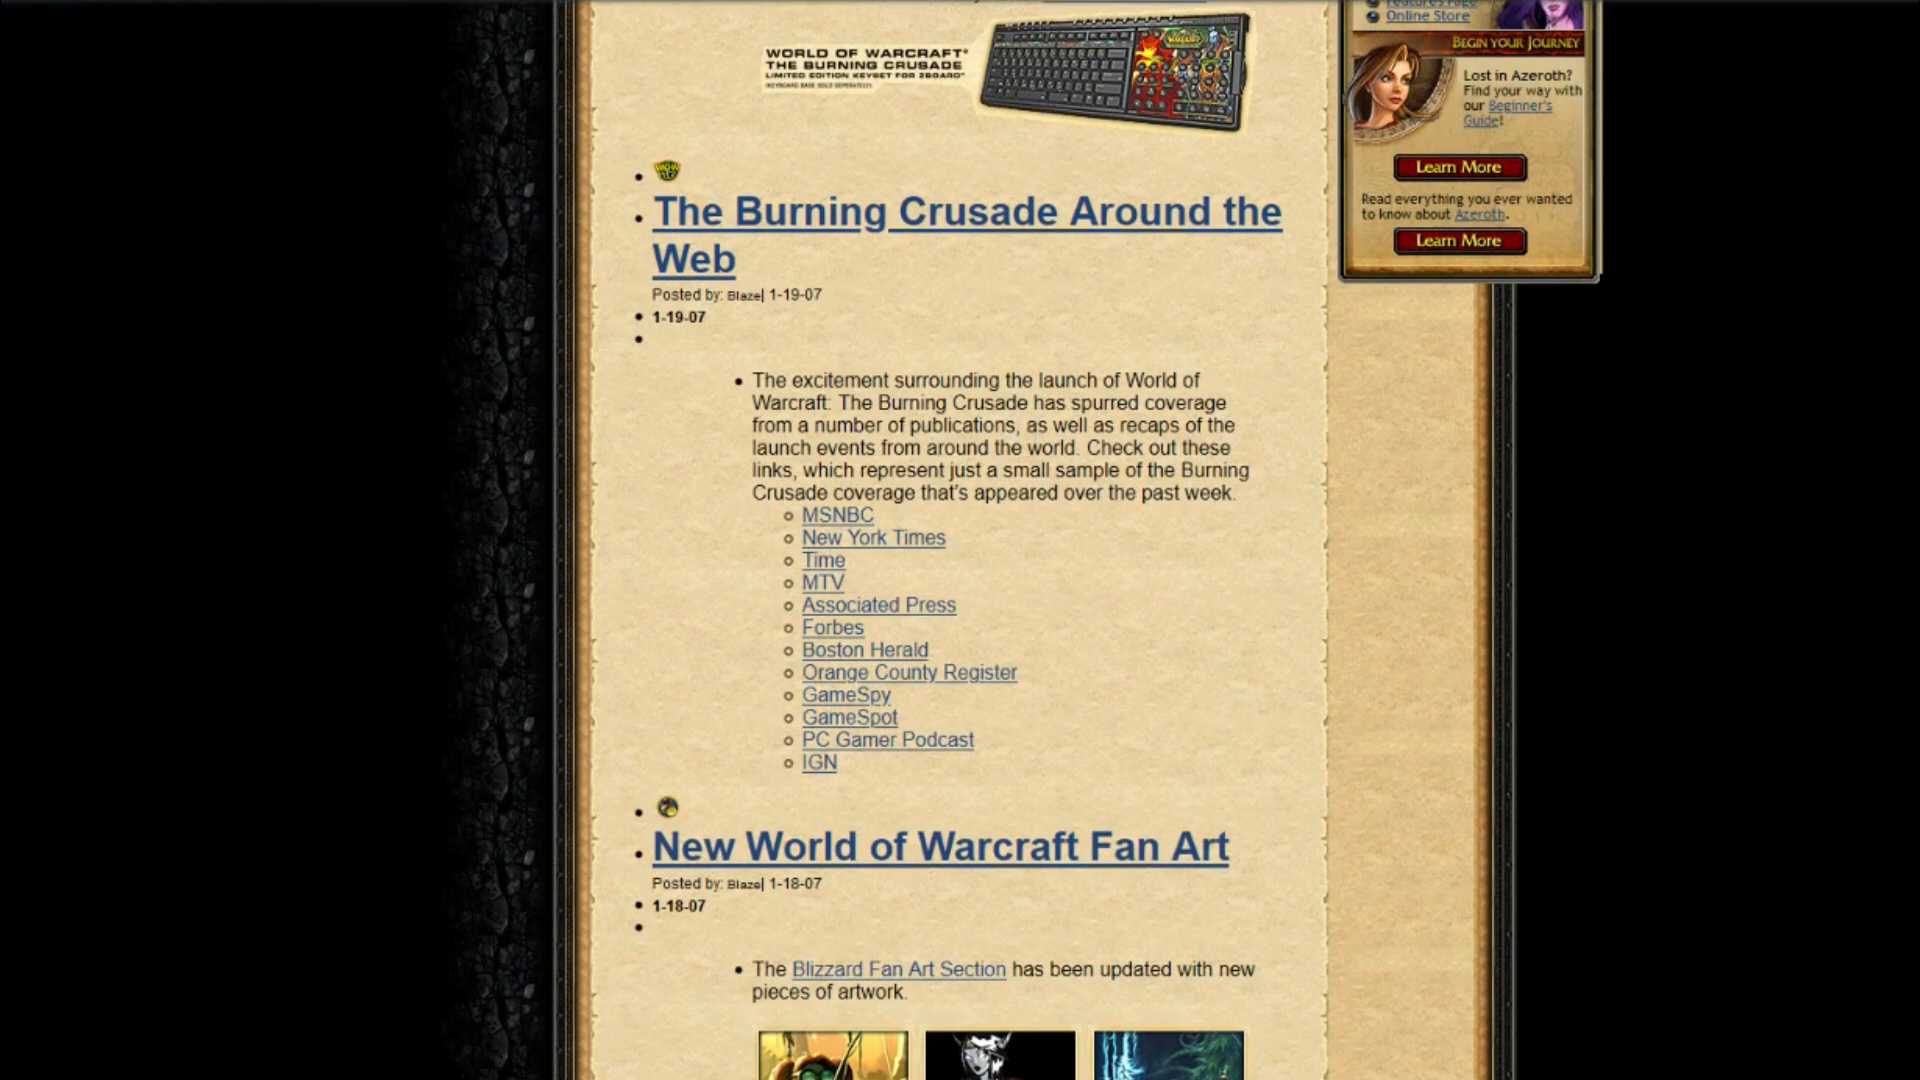 WORLD OF WARCRAFT®
THE BURNING CRUSADE
LIMITED EDITION KEYSET FOR ZBOARD™
The Burning Crusade Around the
Web
Posted by: Blaze| 1-19-07
1-19-07
The excitement surrounding the launch of World of
Warcraft: The Burning Crusade has spurred coverage
from a number of publications, as well as recaps of the
launch events from around the world. Check out these
links, which represent just a small sample of the Burning
Crusade coverage that's appeared over the past week.
MSNBC
New York Times
Time
MTV
Associated Press
Forbes
Boston Herald
Orange County Register
GameSpy
GameSpot
PC Gamer Podcast
IGN
New World of Warcraft Fan Art
Posted by: Blaze| 1-18-07
1-18-07
The Blizzard Fan Art Section has been updated with new
pieces of artwork.
Features Page
Online Store
BEGIN YOUR JOURNEY
Lost in Azeroth?
Find your way with
our Beginner's
Guide!
Learn More
Read everything you ever wanted
to know about Azeroth.
Learn More